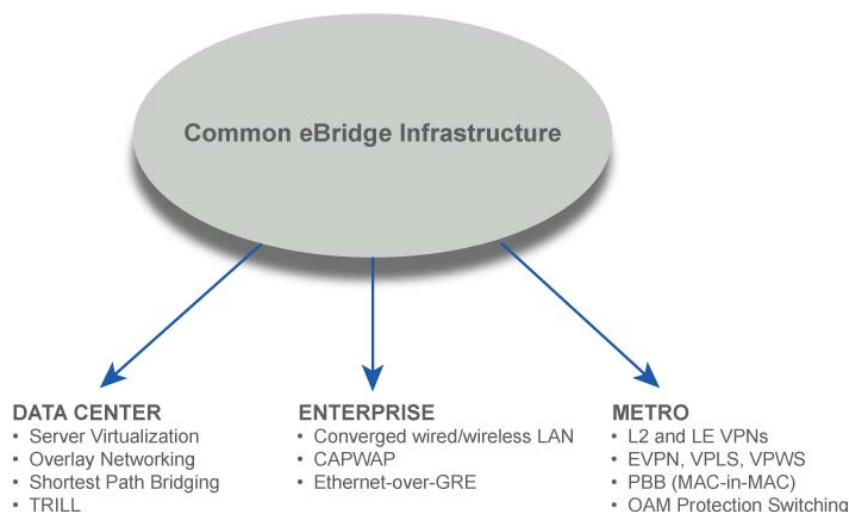 Common eBridge Infrastructure
DATA CENTER
• Server Virtualization
• Overlay Networking
• Shortest Path Bridging
• TRILL
ENTERPRISE
• Converged wired/wireless LAN
• CAPWAP
• Ethernet-over-GRE
METRO
• L2 and LE VPNs
• EVPN, VPLS, VPWS
• PBB (MAC-in-MAC)
• OAM Protection Switching